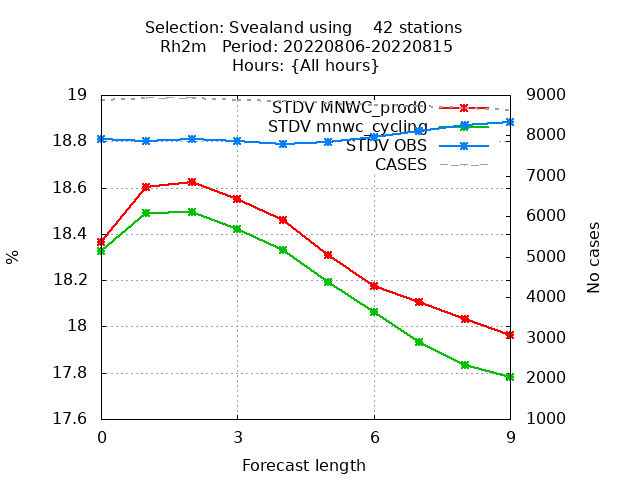 Selection: Svealand using    42 stations
Rh2m   Period: 20220806-20220815
Hours: {All hours}
19
18.8
18.6
18.4
18.2
18
17.8
17.6
%
STDV MNWC_prod0
STDV mnwc_cycling
STDV OBS
CASES
9000
8000
7000
6000
5000
4000
3000
2000
1000
No cases
0 3 6 9
Forecast length